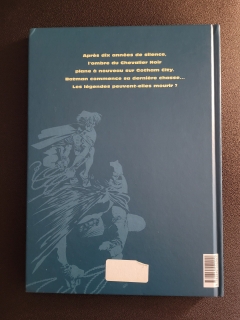 Après dix années de silence,
l'ombre du Chevalier Noir
plane à nouveau sur Gotham City.
Batman commence sa dernière chasse...
Les légendes peuvent-elles mourir ?